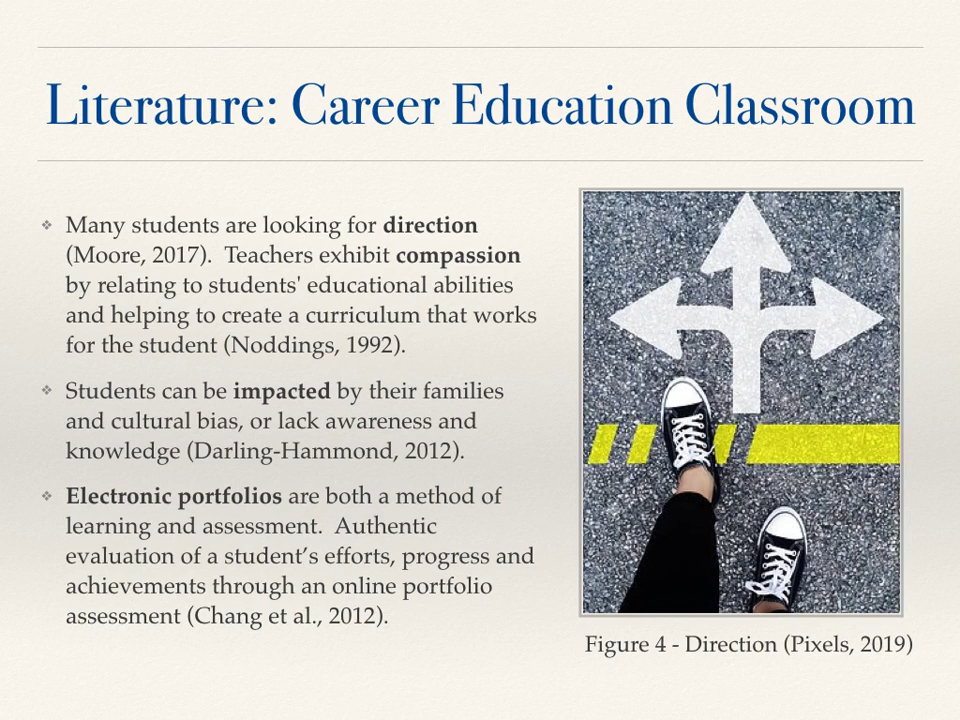 Literature: Career Education Classroom
❖ Many students are looking for direction
(Moore, 2017).  Teachers exhibit compassion
by relating to students' educational abilities
and helping to create a curriculum that works
for the student (Noddings, 1992).
❖ Students can be impacted by their families
and cultural bias, or lack awareness and
knowledge (Darling-Hammond, 2012).
❖ Electronic portfolios are both a method of
learning and assessment.  Authentic
evaluation of a student’s efforts, progress and
achievements through an online portfolio
assessment (Chang et al., 2012).
Figure 4 - Direction (Pixels, 2019)